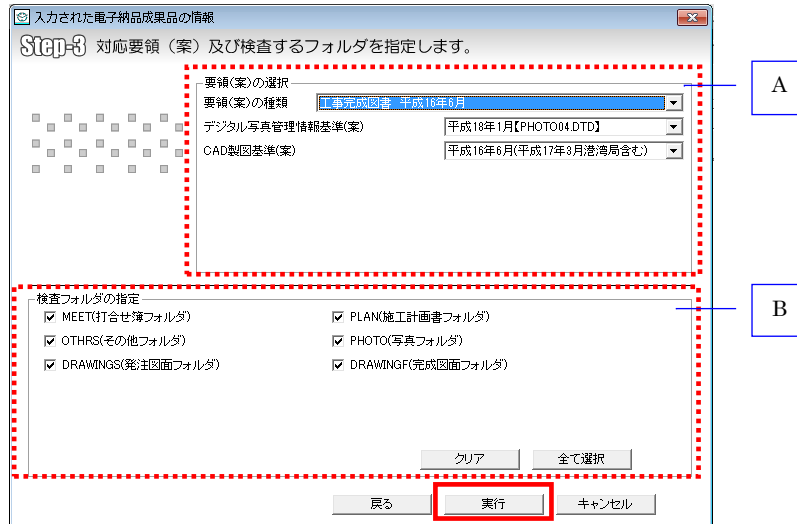 入力された電子納品成果品の情報
Step-3 対応要領（案）及び検査するフォルダを指定します。
要領(案)の選択
要領(案)の種類 工事完成図書 平成16年6月
デジタル写真管理情報基準(案) 平成18年1月【PHOTO04.DTD】
CAD製図基準(案) 平成16年6月(平成17年3月港湾局含む)
A
検査フォルダの指定
MEET(打合せ簿フォルダ) PLAN(施工計画書フォルダ)
OTHRS(その他フォルダ) PHOTO(写真フォルダ)
DRAWINGS(発注図面フォルダ) DRAWINGF(完成図面フォルダ)
B
クリア 全て選択
戻る 実行 キャンセル